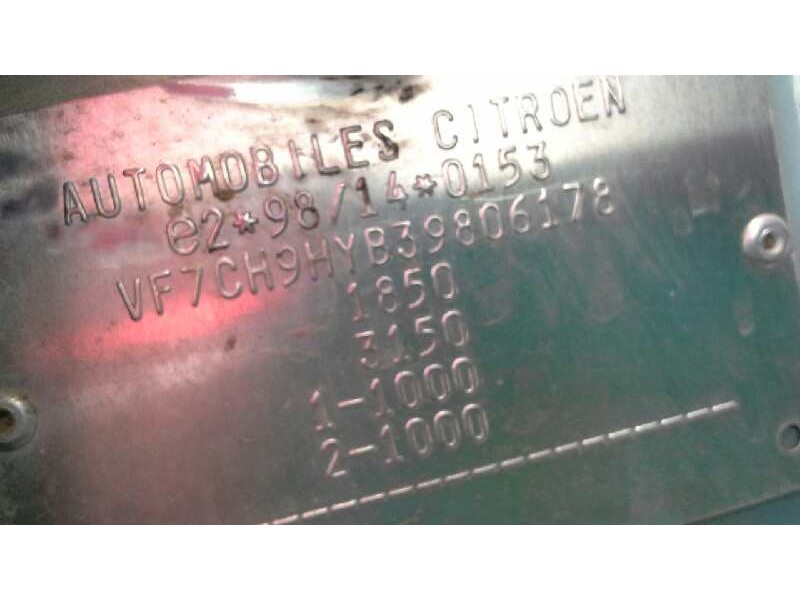 AUTOMOBILES CITROEN
e2*98/14*0153
VF7CH9HYB39806178
1850
3150
1-1000
2-1000